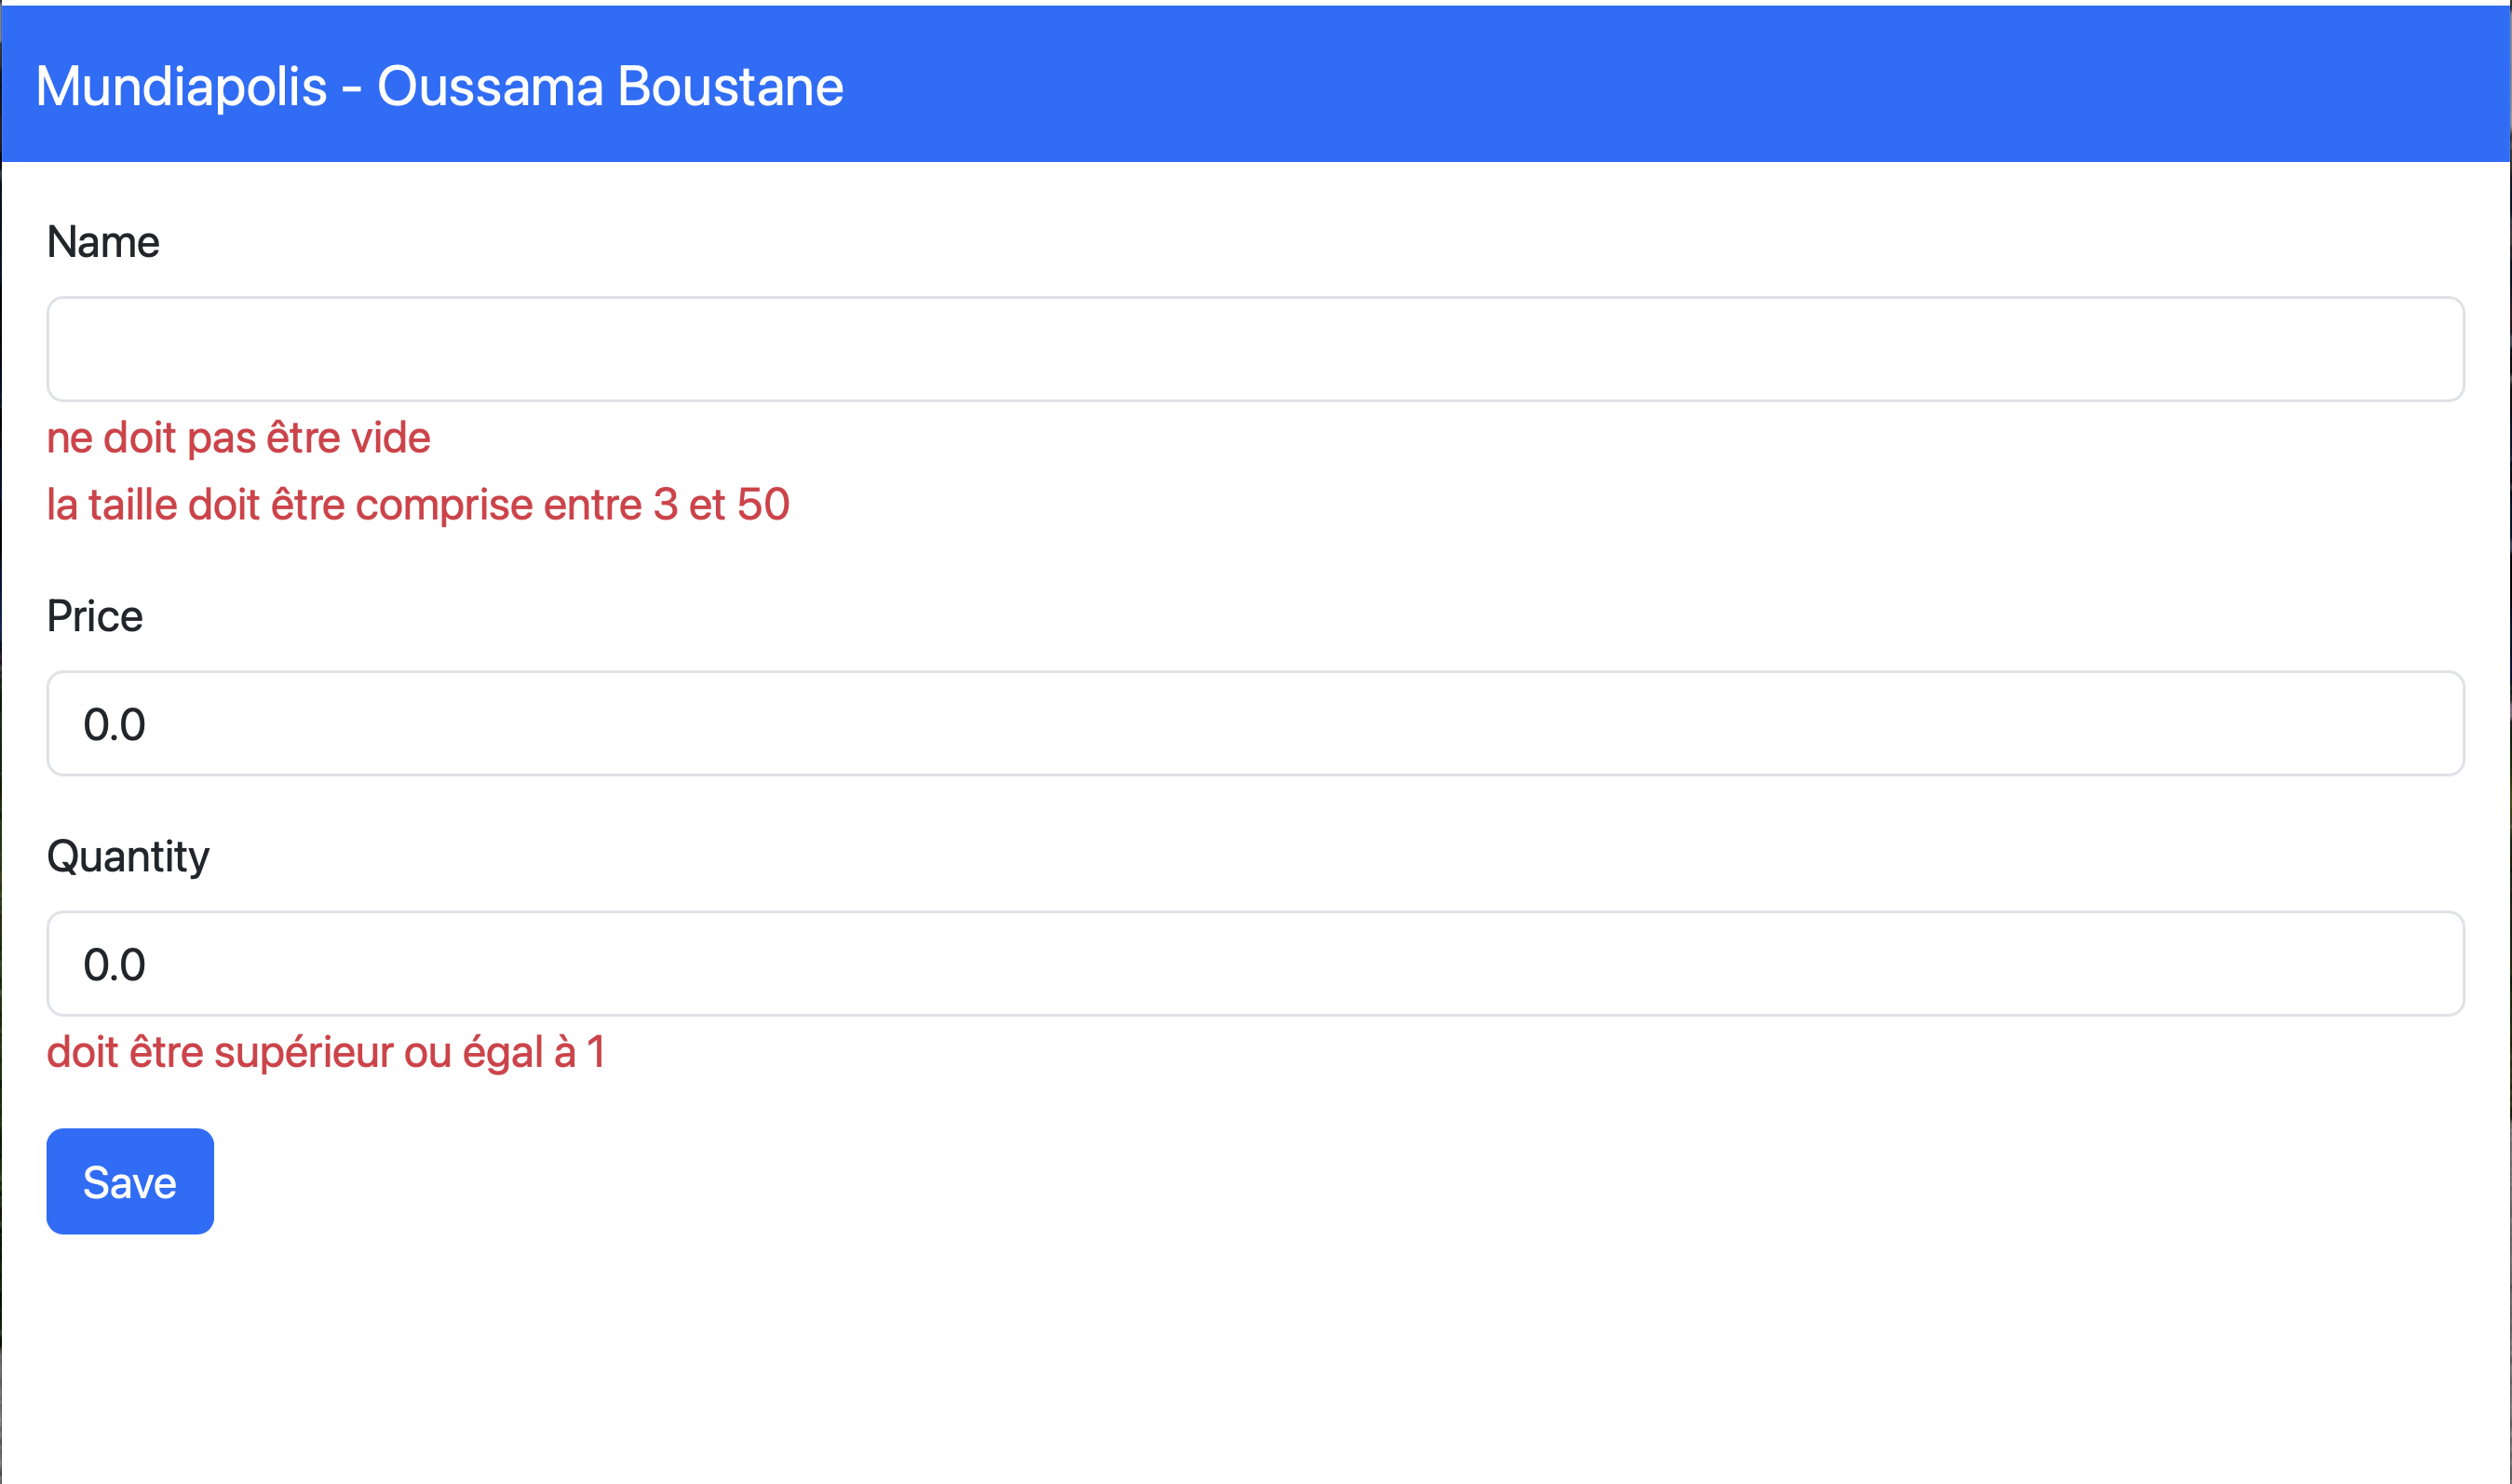 Mundiapolis - Oussama Boustane
Name
ne doit pas être vide
la taille doit être comprise entre 3 et 50
Price
0.0
Quantity
0.0
doit être supérieur ou égal à 1
Save